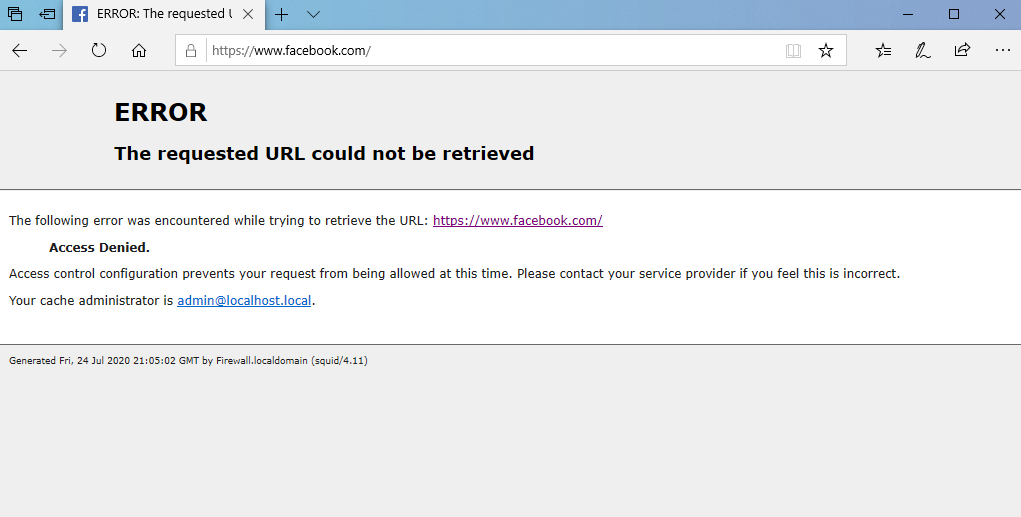 ERROR: The requested U
https://www.facebook.com/
ERROR
The requested URL could not be retrieved
The following error was encountered while trying to retrieve the URL: https://www.facebook.com/
Access Denied.
Access control configuration prevents your request from being allowed at this time. Please contact your service provider if you feel this is incorrect.
Your cache administrator is admin@localhost.local.
Generated Fri, 24 Jul 2020 21:05:02 GMT by Firewall.localdomain (squid/4.11)